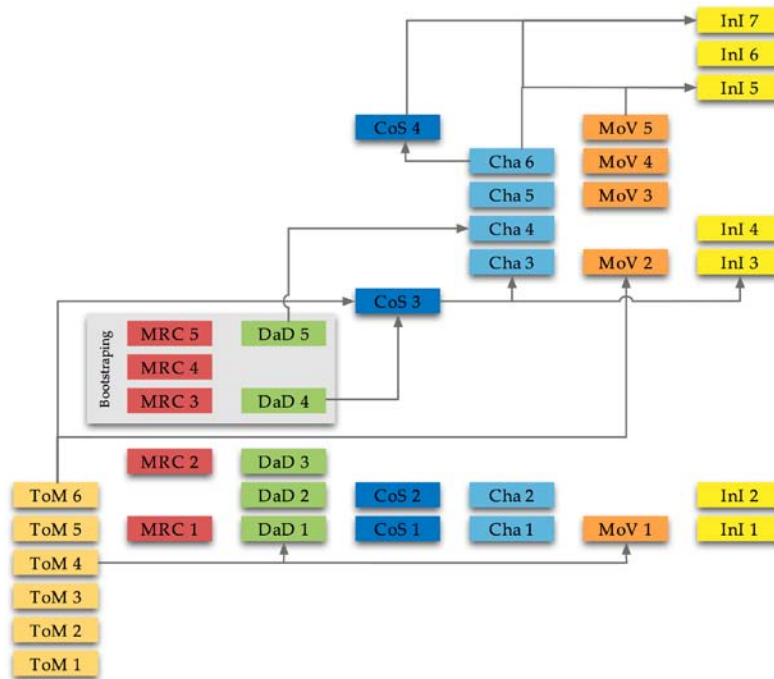 InI 7
InI 6
InI 5
CoS 4 MoV 5
Cha 6 MoV 4
Cha 5 MoV 3
Cha 4 InI 4
Cha 3 MoV 2 InI 3
CoS 3
Bootstraping
MRC 5 DaD 5
MRC 4
MRC 3 DaD 4
MRC 2 DaD 3
ToM 6 DaD 2 CoS 2 Cha 2 InI 2
ToM 5 MRC 1 DaD 1 CoS 1 Cha 1 MoV 1 InI 1
ToM 4
ToM 3
ToM 2
ToM 1